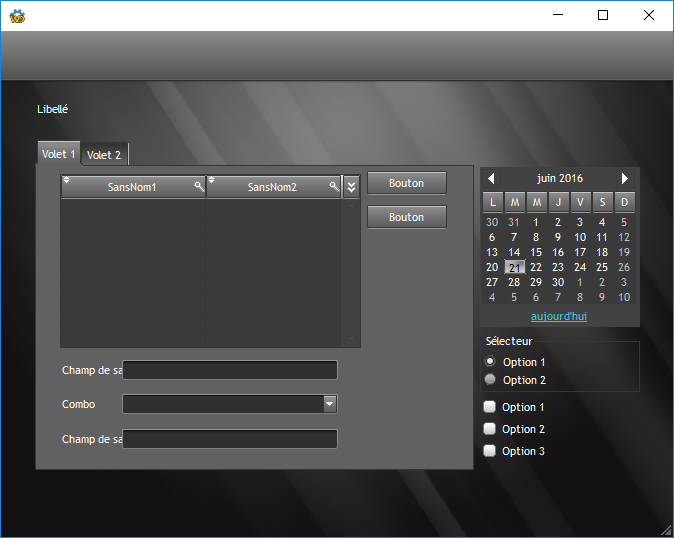 Libellé
Volet 1 Volet 2
SansNom1 SansNom2
Bouton
Bouton
Champ de sa
Combo
Champ de sa
juin 2016
L M M J V S D
30 31 1 2 3 4 5
6 7 8 9 10 11 12
13 14 15 16 17 18 19
20 21 22 23 24 25 26
27 28 29 30 1 2 3
4 5 6 7 8 9 10
aujourd'hui
Sélecteur
Option 1
Option 2
Option 1
Option 2
Option 3